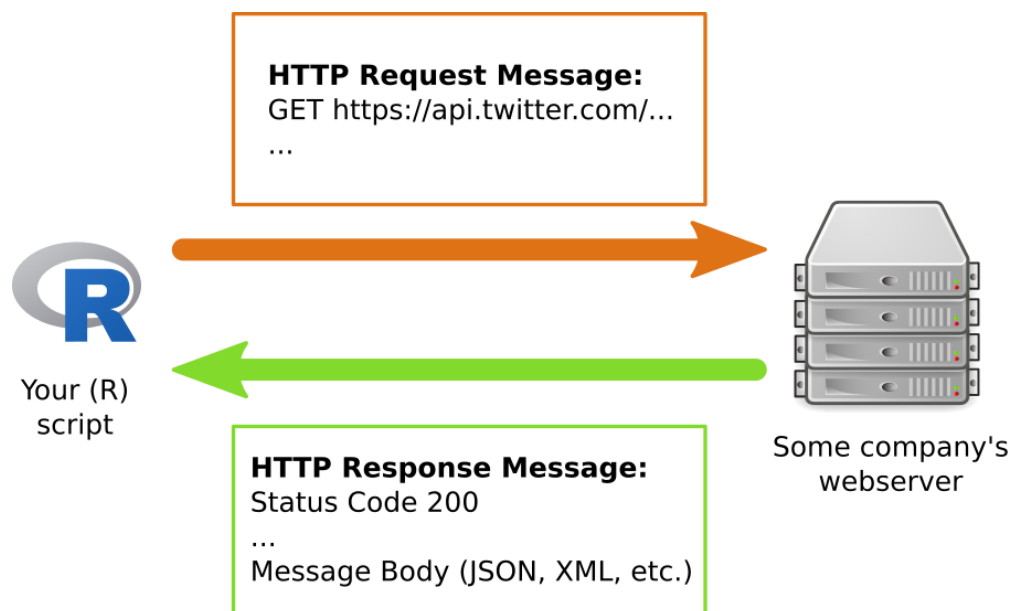 HTTP Request Message:
GET https://api.twitter.com/...
...
R
Your (R)
script
Some company's
webserver
HTTP Response Message:
Status Code 200
...
Message Body (JSON, XML, etc.)